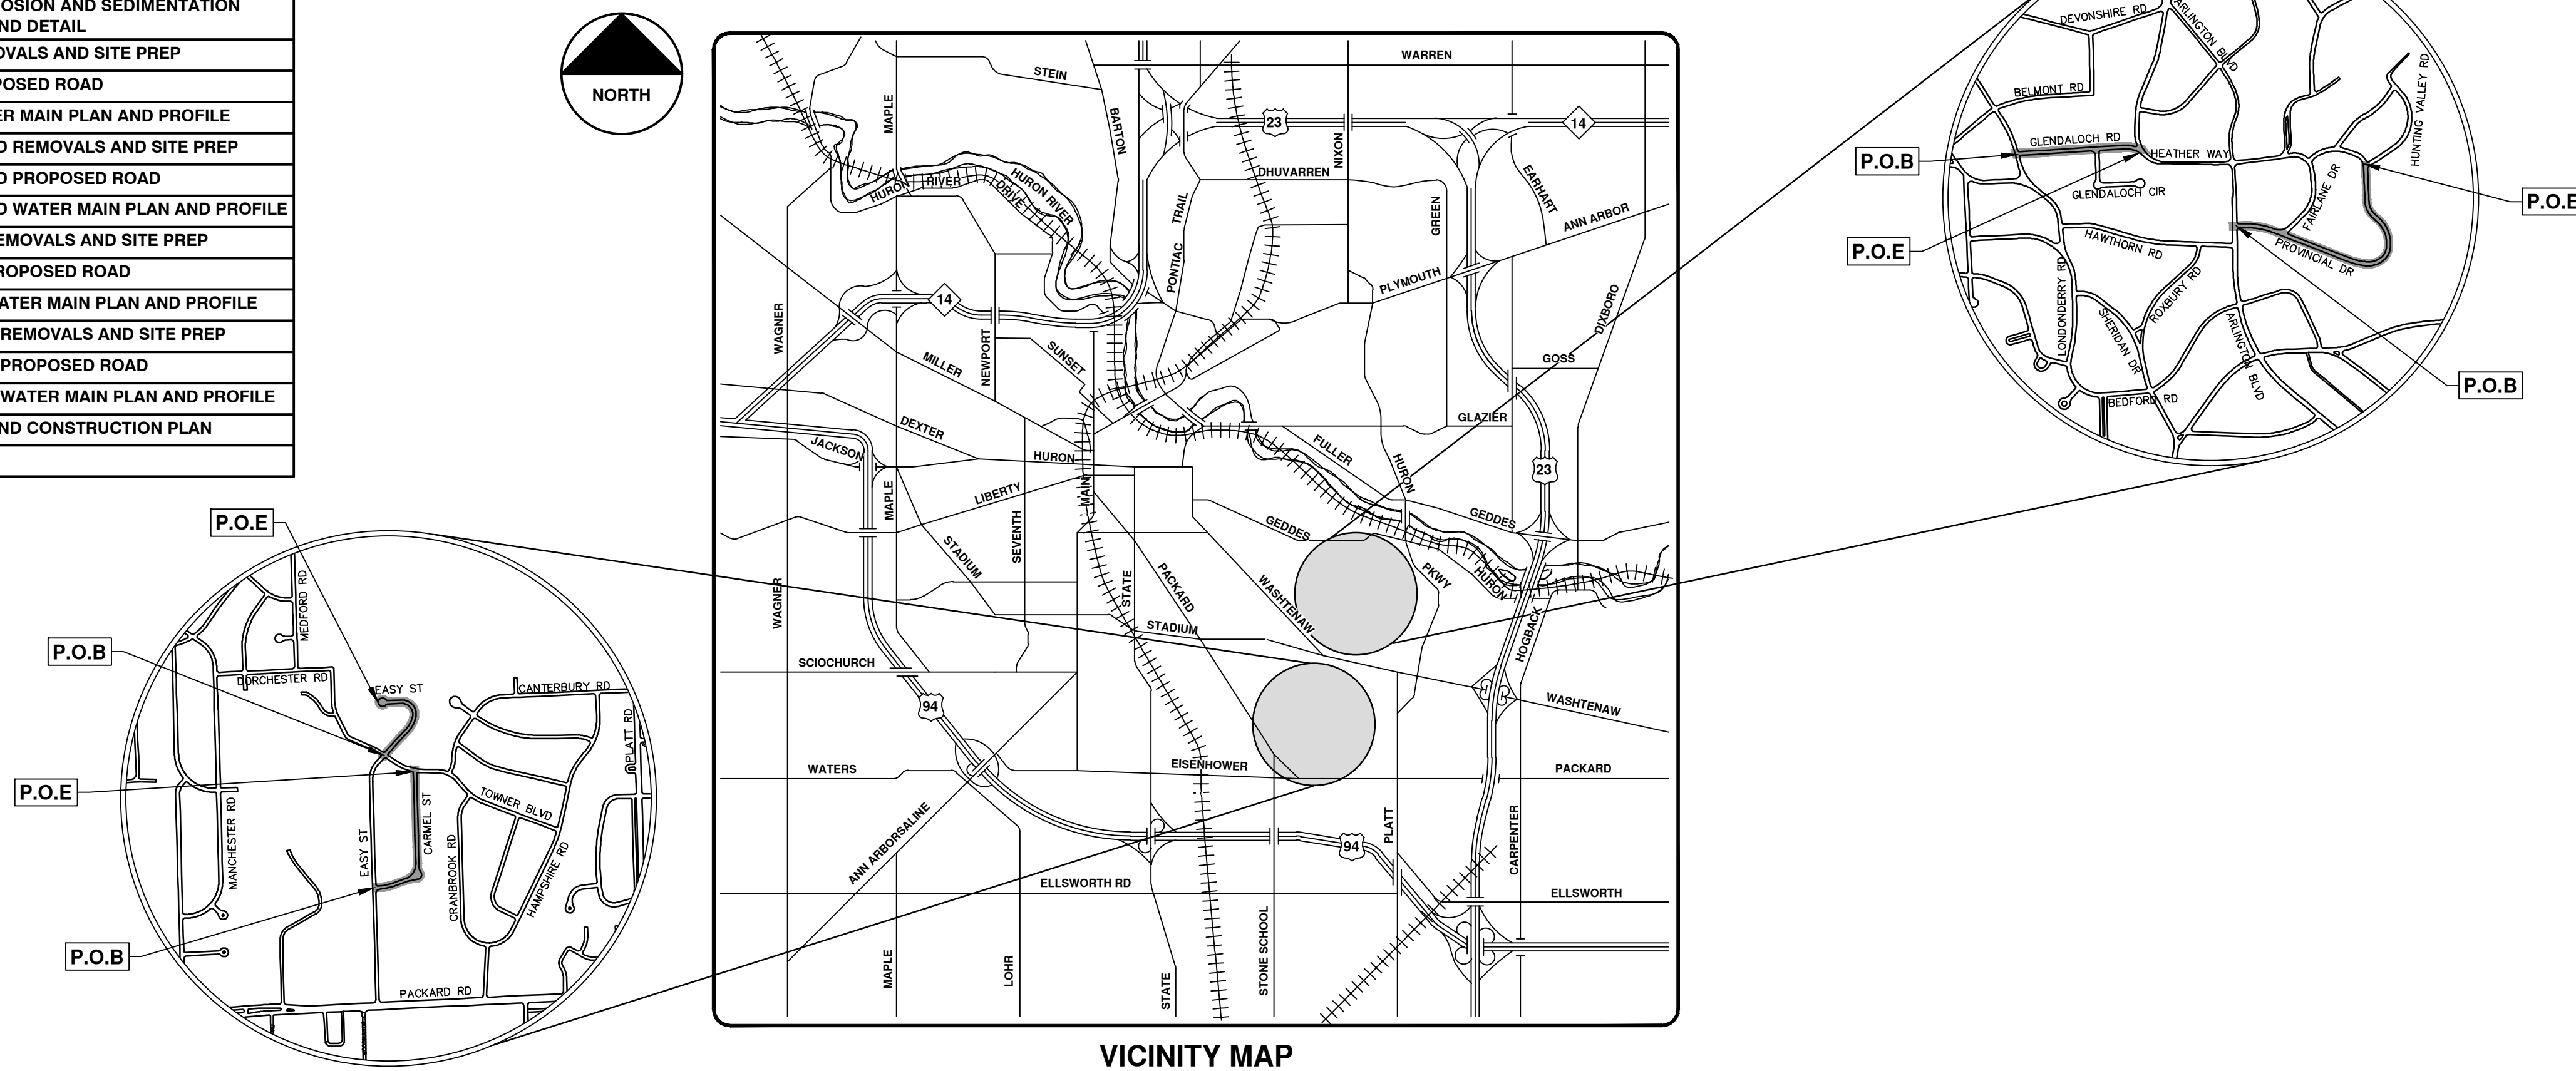 OSION AND SEDIMENTATION
ND DETAIL
OVALS AND SITE PREP
POSED ROAD
ER MAIN PLAN AND PROFILE
D REMOVALS AND SITE PREP
D PROPOSED ROAD
D WATER MAIN PLAN AND PROFILE
EMOVALS AND SITE PREP
ROPOSED ROAD
ATER MAIN PLAN AND PROFILE
REMOVALS AND SITE PREP
PROPOSED ROAD
WATER MAIN PLAN AND PROFILE
ND CONSTRUCTION PLAN
NORTH
P.O.E
P.O.B
P.O.E
P.O.B
MEDFORD RD
DORCHESTER RD
EASY ST
CANTERBURY RD
PLATT RD
MANCHESTER RD
EASY ST
CARMEL ST
TOWNER BLVD
CRANBROOK RD
HAMPSHIRE RD
PACKARD RD
WARREN
STEIN
MAPLE
BARTON
23
14
NIXON
DHUVARREN
EARHART
HURON RIVER
DRIVE
HURON RIVER
PONTIAC TRAIL
GREEN
ANN ARBOR
PLYMOUTH
DIXBORO
14
WAGNER
NEWPORT
SUNSET
MILLER
GOSS
GLAZIER
DEXTER
JACKSON
HURON
FULLER
HURON
23
LIBERTY
MAIN
MAPLE
SEVENTH
STADIUM
GEDDES
GEDDES
WAGNER
STATE
PACKARD
WASHTENAW
PKWY
HURON
STADIUM
HOGBACK
SCIOCHURCH
94
WASHTENAW
WATERS
EISENHOWER
PACKARD
ANN ARBORSALINE
PLATT
CARPENTER
94
ELLSWORTH RD
ELLSWORTH
MAPLE
LOHR
STATE
STONE SCHOOL
VICINITY MAP
DEVONSHIRE RD
ARLINGTON BLVD
BELMONT RD
HUNTING VALLEY RD
GLENDALOCH RD
HEATHER WAY
GLENDALOCH CIR
FAIRLANE DR
HAWTHORN RD
PROVINCIAL DR
LONDONDERRY RD
ROXBURY RD
SHERIDAN DR
ARLINGTON BLVD
BEDFORD RD
P.O.B
P.O.E
P.O.E
P.O.B